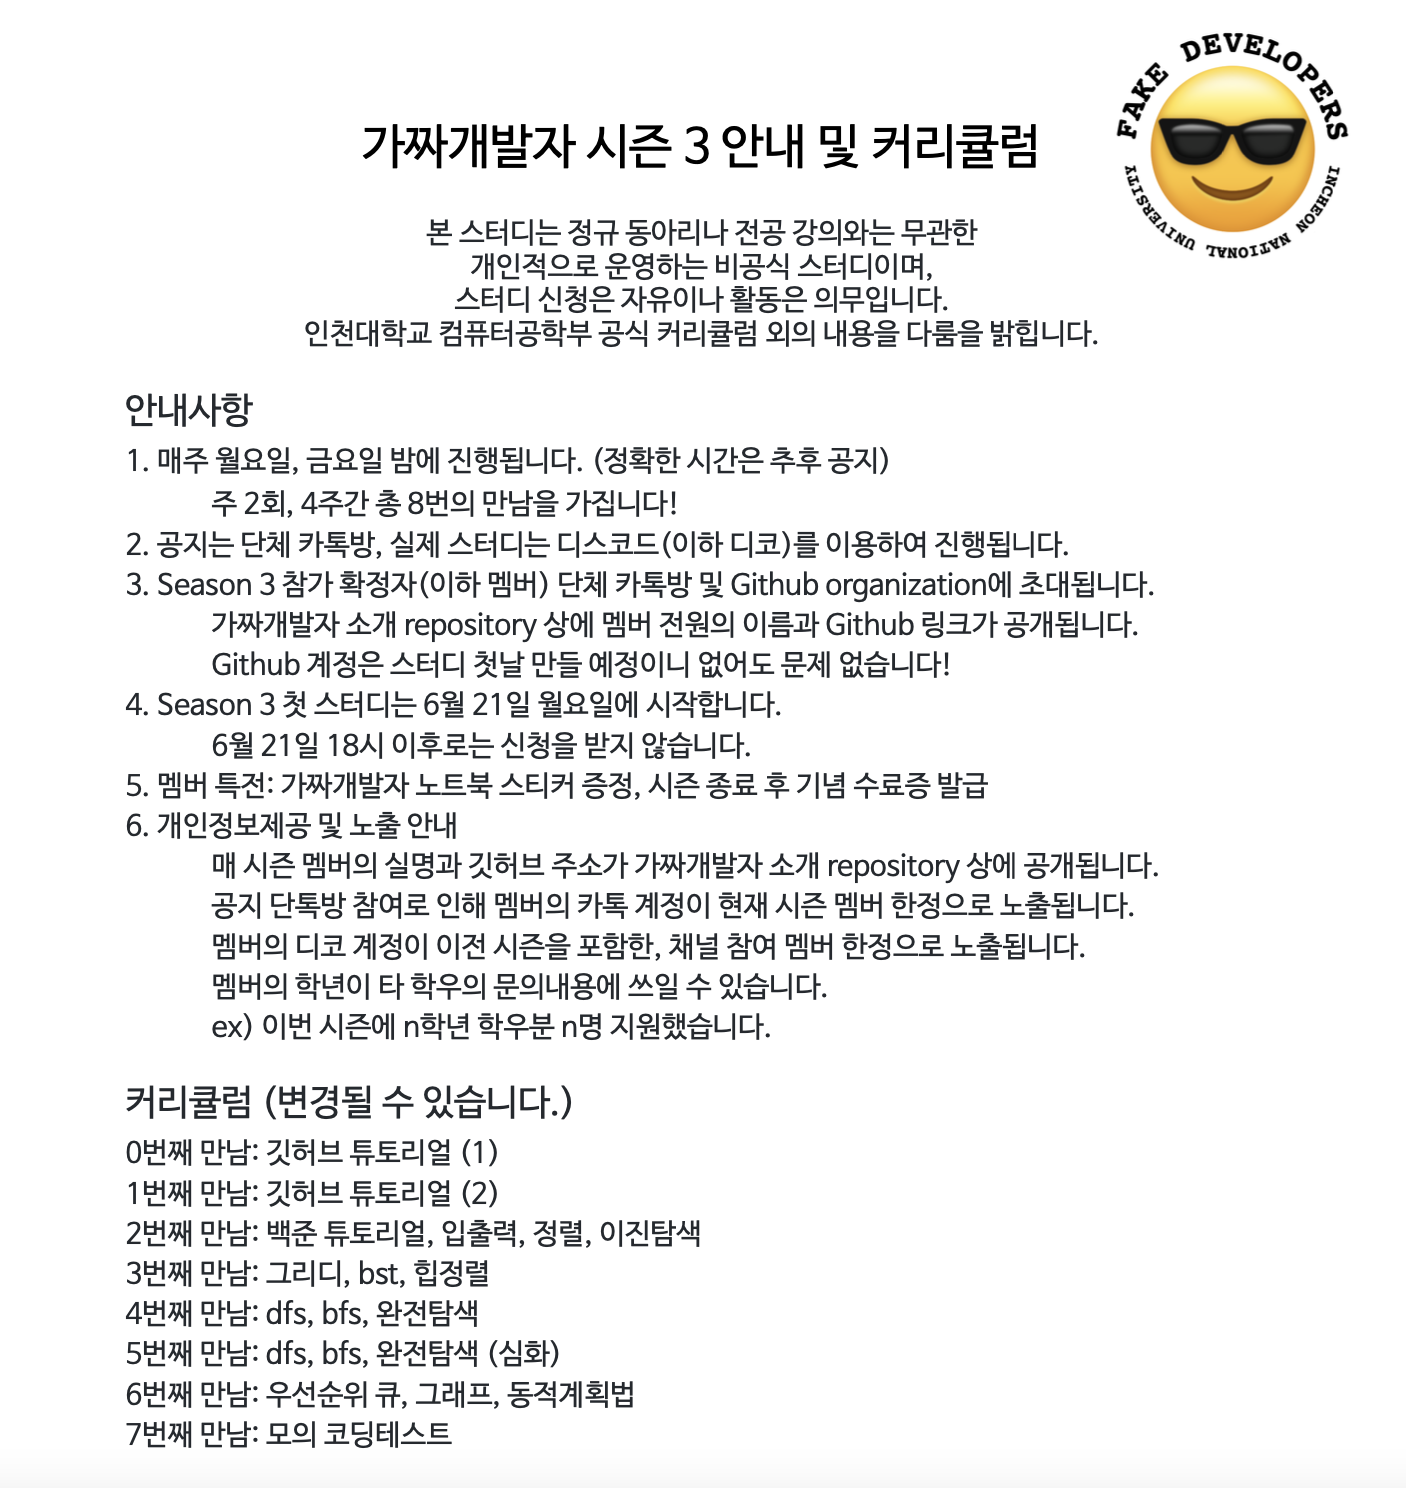 FAKE DEVELOPERS
INCHEON NATIONAL UNIVERSITY
가짜개발자 시즌 3 안내 및 커리큘럼
본 스터디는 정규 동아리나 전공 강의와는 무관한
개인적으로 운영하는 비공식 스터디이며,
스터디 신청은 자유이나 활동은 의무입니다.
인천대학교 컴퓨터공학부 공식 커리큘럼 외의 내용을 다룸을 밝힙니다.
안내사항
1. 매주 월요일, 금요일 밤에 진행됩니다. (정확한 시간은 추후 공지)
주 2회, 4주간 총 8번의 만남을 가집니다!
2. 공지는 단체 카톡방, 실제 스터디는 디스코드(이하 디코)를 이용하여 진행됩니다.
3. Season 3 참가 확정자(이하 멤버) 단체 카톡방 및 Github organization에 초대됩니다.
가짜개발자 소개 repository 상에 멤버 전원의 이름과 Github 링크가 공개됩니다.
Github 계정은 스터디 첫날 만들 예정이니 없어도 문제 없습니다!
4. Season 3 첫 스터디는 6월 21일 월요일에 시작합니다.
6월 21일 18시 이후로는 신청을 받지 않습니다.
5. 멤버 특전: 가짜개발자 노트북 스티커 증정, 시즌 종료 후 기념 수료증 발급
6. 개인정보제공 및 노출 안내
매 시즌 멤버의 실명과 깃허브 주소가 가짜개발자 소개 repository 상에 공개됩니다.
공지 단톡방 참여로 인해 멤버의 카톡 계정이 현재 시즌 멤버 한정으로 노출됩니다.
멤버의 디코 계정이 이전 시즌을 포함한, 채널 참여 멤버 한정으로 노출됩니다.
멤버의 학년이 타 학우의 문의내용에 쓰일 수 있습니다.
ex) 이번 시즌에 n학년 학우분 n명 지원했습니다.
커리큘럼 (변경될 수 있습니다.)
0번째 만남: 깃허브 튜토리얼 (1)
1번째 만남: 깃허브 튜토리얼 (2)
2번째 만남: 백준 튜토리얼, 입출력, 정렬, 이진탐색
3번째 만남: 그리디, bst, 힙정렬
4번째 만남: dfs, bfs, 완전탐색
5번째 만남: dfs, bfs, 완전탐색 (심화)
6번째 만남: 우선순위 큐, 그래프, 동적계획법
7번째 만남: 모의 코딩테스트